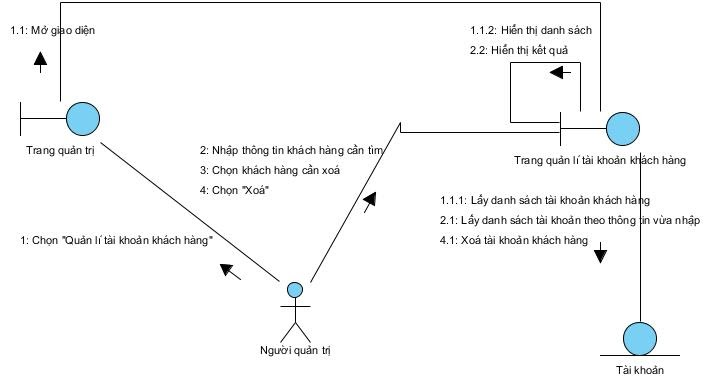 1.1: Mở giao diện
1.1.2: Hiển thị danh sách
2.2: Hiển thị kết quả
Trang quản trị
2: Nhập thông tin khách hàng cần tìm
3: Chọn khách hàng cần xoá
4: Chọn "Xoá"
Trang quản lí tài khoản khách hàng
1.1.1: Lấy danh sách tài khoản khách hàng
2.1: Lấy danh sách tài khoản theo thông tin vừa nhập
4.1: Xoá tài khoản khách hàng
1: Chọn "Quản lí tài khoản khách hàng"
Người quản trị
Tài khoản